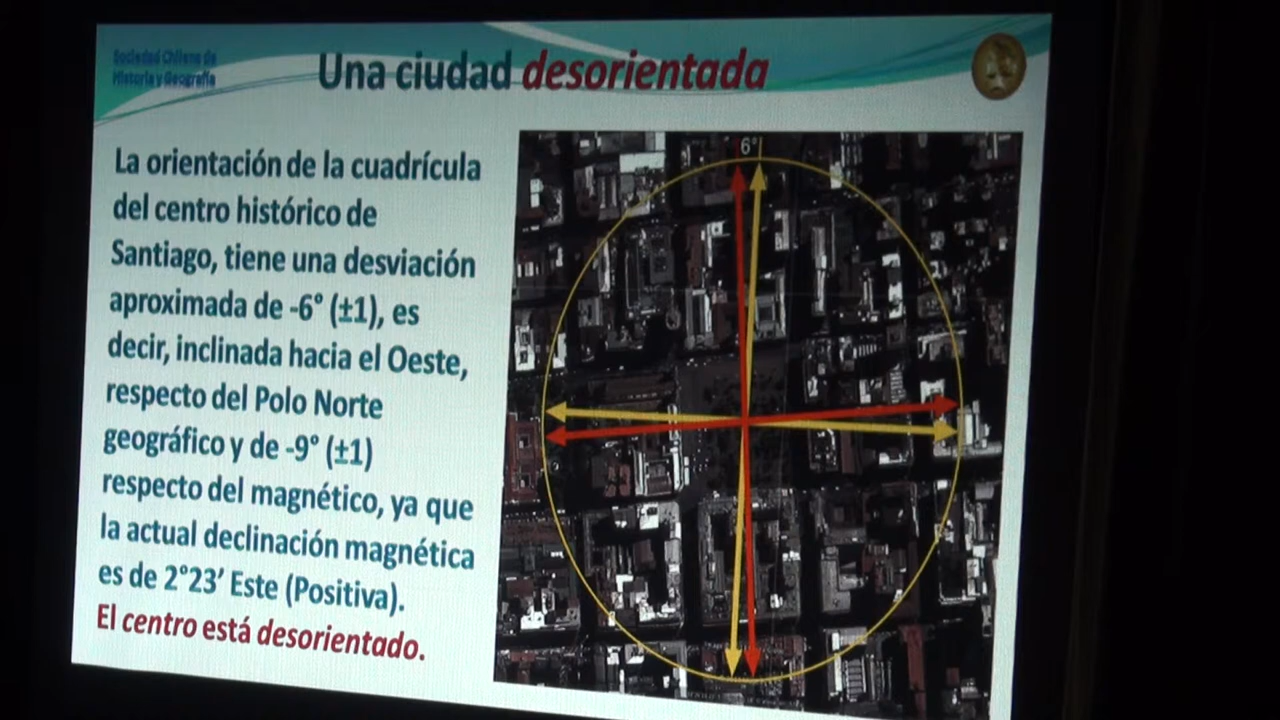 Sociedad Chilena de
Historia y Geografía
Una ciudad desorientada
La orientación de la cuadrícula
del centro histórico de
Santiago, tiene una desviación
aproximada de -6° (±1), es
decir, inclinada hacia el Oeste,
respecto del Polo Norte
geográfico y de -9° (±1)
respecto del magnético, ya que
la actual declinación magnética
es de 2°23’ Este (Positiva).
El centro está desorientado.
6°